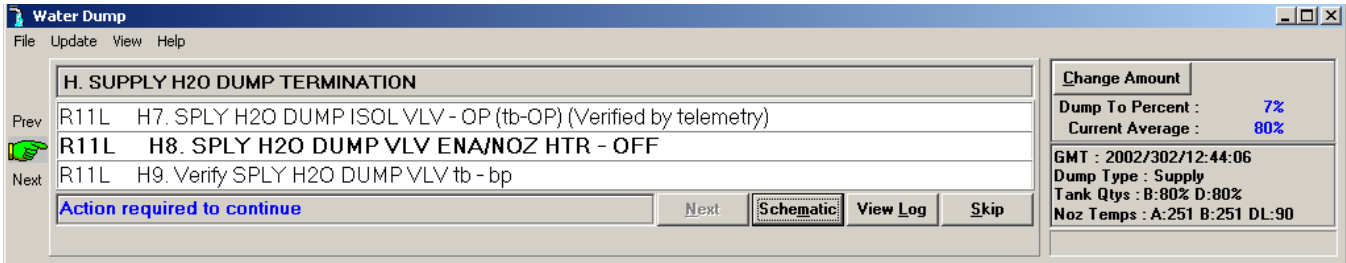 Water Dump
File Update View Help
H. SUPPLY H2O DUMP TERMINATION
Prev
R11L H7. SPLY H2O DUMP ISOL VLV - OP (tb-OP) (Verified by telemetry)
R11L H8. SPLY H2O DUMP VLV ENA/NOZ HTR - OFF
Next
R11L H9. Verify SPLY H2O DUMP VLV tb - bp
Action required to continue
Next
Schematic
View Log
Skip
Change Amount
Dump To Percent : 7%
Current Average : 80%
GMT : 2002/302/12:44:06
Dump Type : Supply
Tank Qtys : B:80% D:80%
Noz Temps : A:251 B:251 DL:90